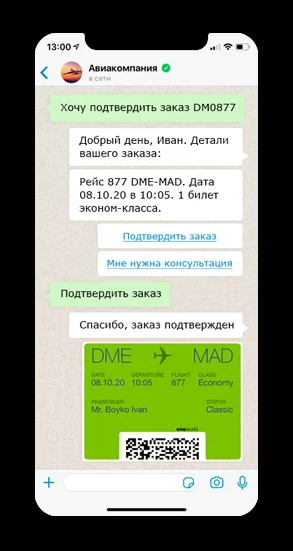 13:00
Авиакомпания
в сети
Хочу подтвердить заказ DM0877
Добрый день, Иван. Детали
вашего заказа:
Рейс 877 DME-MAD. Дата
08.10.20 в 10:05. 1 билет
эконом-класса.
Подтвердить заказ
Мне нужна консультация
Подтвердить заказ
Спасибо, заказ подтвержден
DME MAD
DATE DEPARTURE FLIGHT CLASS
08.10.20 10:05 877 Economy
PASSENGER STATUS
Mr. Boyko Ivan Classic
oneworld